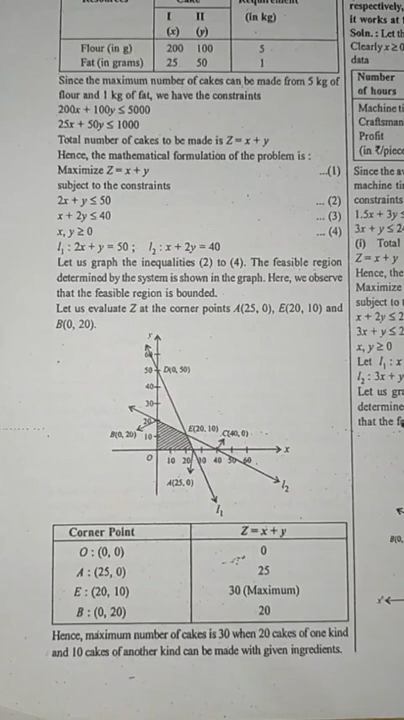 Cake
I II (in kg)
(x) (y)
Flour (in g) 200 100 5
Fat (in grams) 25 50 1
Since the maximum number of cakes can be made from 5 kg of
flour and 1 kg of fat, we have the constraints
200x + 100y ≤ 5000
25x + 50y ≤ 1000
Total number of cakes to be made is Z = x + y
Hence, the mathematical formulation of the problem is :
Maximize Z = x + y ...(1)
subject to the constraints
2x + y ≤ 50 ... (2)
x + 2y ≤ 40 ... (3)
x, y ≥ 0 ... (4)
l₁ : 2x + y = 50 ; l₂ : x + 2y = 40
Let us graph the inequalities (2) to (4). The feasible region
determined by the system is shown in the graph. Here, we observe
that the feasible region is bounded.
Let us evaluate Z at the corner points A(25, 0), E(20, 10) and
B(0, 20).
y
60
50 D(0, 50)
40
30
20
E(20, 10)
B(0, 20) 10 C(40, 0)
x
O 10 20 30 40 50 60
A(25, 0)
l₂
l₁
Corner Point Z = x + y
O : (0, 0) 0
A : (25, 0) 25
E : (20, 10) 30 (Maximum)
B : (0, 20) 20
Hence, maximum number of cakes is 30 when 20 cakes of one kind
and 10 cakes of another kind can be made with given ingredients.
respectively,
it works at
Soln. : Let th
Clearly x ≥ 0
data
Number
of hours
Machine ti
Craftsman
Profit
(in ₹/piece
Since the av
machine tim
constraints
1.5x + 3y ≤
3x + y ≤ 24
(i) Total
Z = x + y
Hence, the
Maximize
subject to
x + 2y ≤ 2
3x + y ≤ 2
x, y ≥ 0
Let l₁ : x
l₂ : 3x + y
Let us gra
determine
that the fe
B(0,
x'